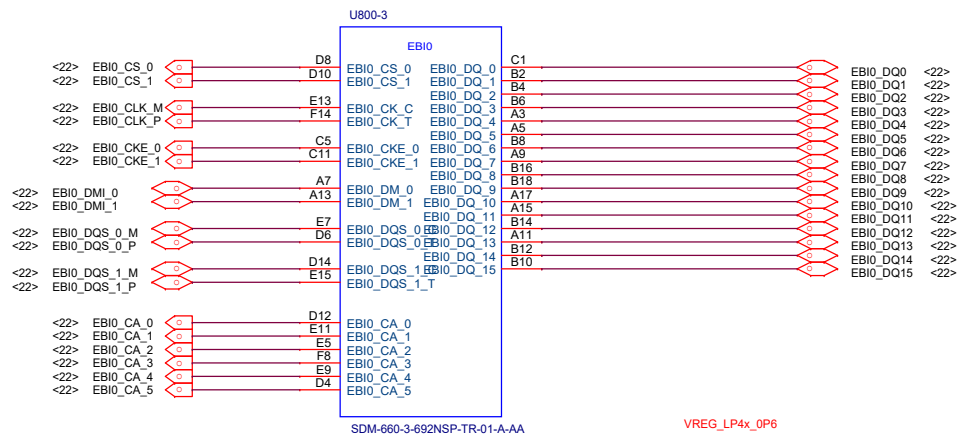 U800-3
EBI0
<22> EBI0_CS_0 D8 EBI0_CS_0 EBI0_DQ_0 C1 EBI0_DQ0 <22>
<22> EBI0_CS_1 D10 EBI0_CS_1 EBI0_DQ_1 B2 EBI0_DQ1 <22>
EBI0_DQ_2 B4 EBI0_DQ2 <22>
<22> EBI0_CLK_M E13 EBI0_CK_C EBI0_DQ_3 B6 EBI0_DQ3 <22>
<22> EBI0_CLK_P F14 EBI0_CK_T EBI0_DQ_4 A3 EBI0_DQ4 <22>
EBI0_DQ_5 A5 EBI0_DQ5 <22>
<22> EBI0_CKE_0 C5 EBI0_CKE_0 EBI0_DQ_6 B8 EBI0_DQ6 <22>
<22> EBI0_CKE_1 C11 EBI0_CKE_1 EBI0_DQ_7 A9 EBI0_DQ7 <22>
EBI0_DQ_8 B16 EBI0_DQ8 <22>
<22> EBI0_DMI_0 A7 EBI0_DM_0 EBI0_DQ_9 B18 EBI0_DQ9 <22>
<22> EBI0_DMI_1 A13 EBI0_DM_1 EBI0_DQ_10 A17 EBI0_DQ10 <22>
EBI0_DQ_11 A15 EBI0_DQ11 <22>
<22> EBI0_DQS_0_M E7 EBI0_DQS_0_C EBI0_DQ_12 B14 EBI0_DQ12 <22>
<22> EBI0_DQS_0_P D6 EBI0_DQS_0_T EBI0_DQ_13 A11 EBI0_DQ13 <22>
EBI0_DQ_14 B12 EBI0_DQ14 <22>
<22> EBI0_DQS_1_M D14 EBI0_DQS_1_C EBI0_DQ_15 B10 EBI0_DQ15 <22>
<22> EBI0_DQS_1_P E15 EBI0_DQS_1_T
<22> EBI0_CA_0 D12 EBI0_CA_0
<22> EBI0_CA_1 E11 EBI0_CA_1
<22> EBI0_CA_2 E5 EBI0_CA_2
<22> EBI0_CA_3 F8 EBI0_CA_3
<22> EBI0_CA_4 E9 EBI0_CA_4
<22> EBI0_CA_5 D4 EBI0_CA_5
SDM-660-3-692NSP-TR-01-A-AA
VREG_LP4x_0P6